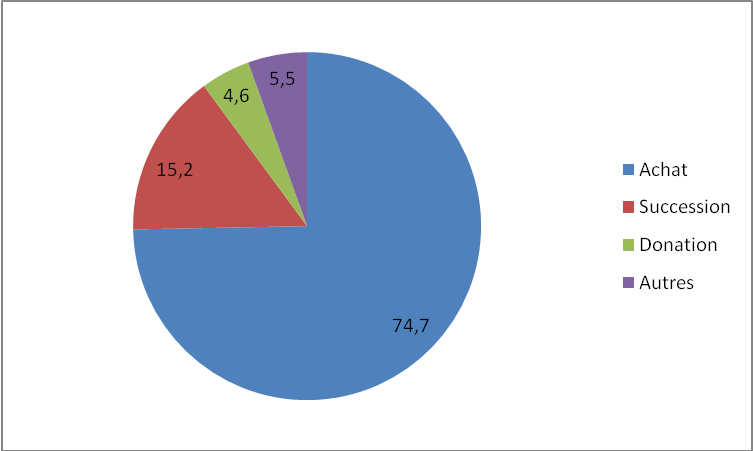 5,5
4,6
15,2
74,7
Achat
Succession
Donation
Autres